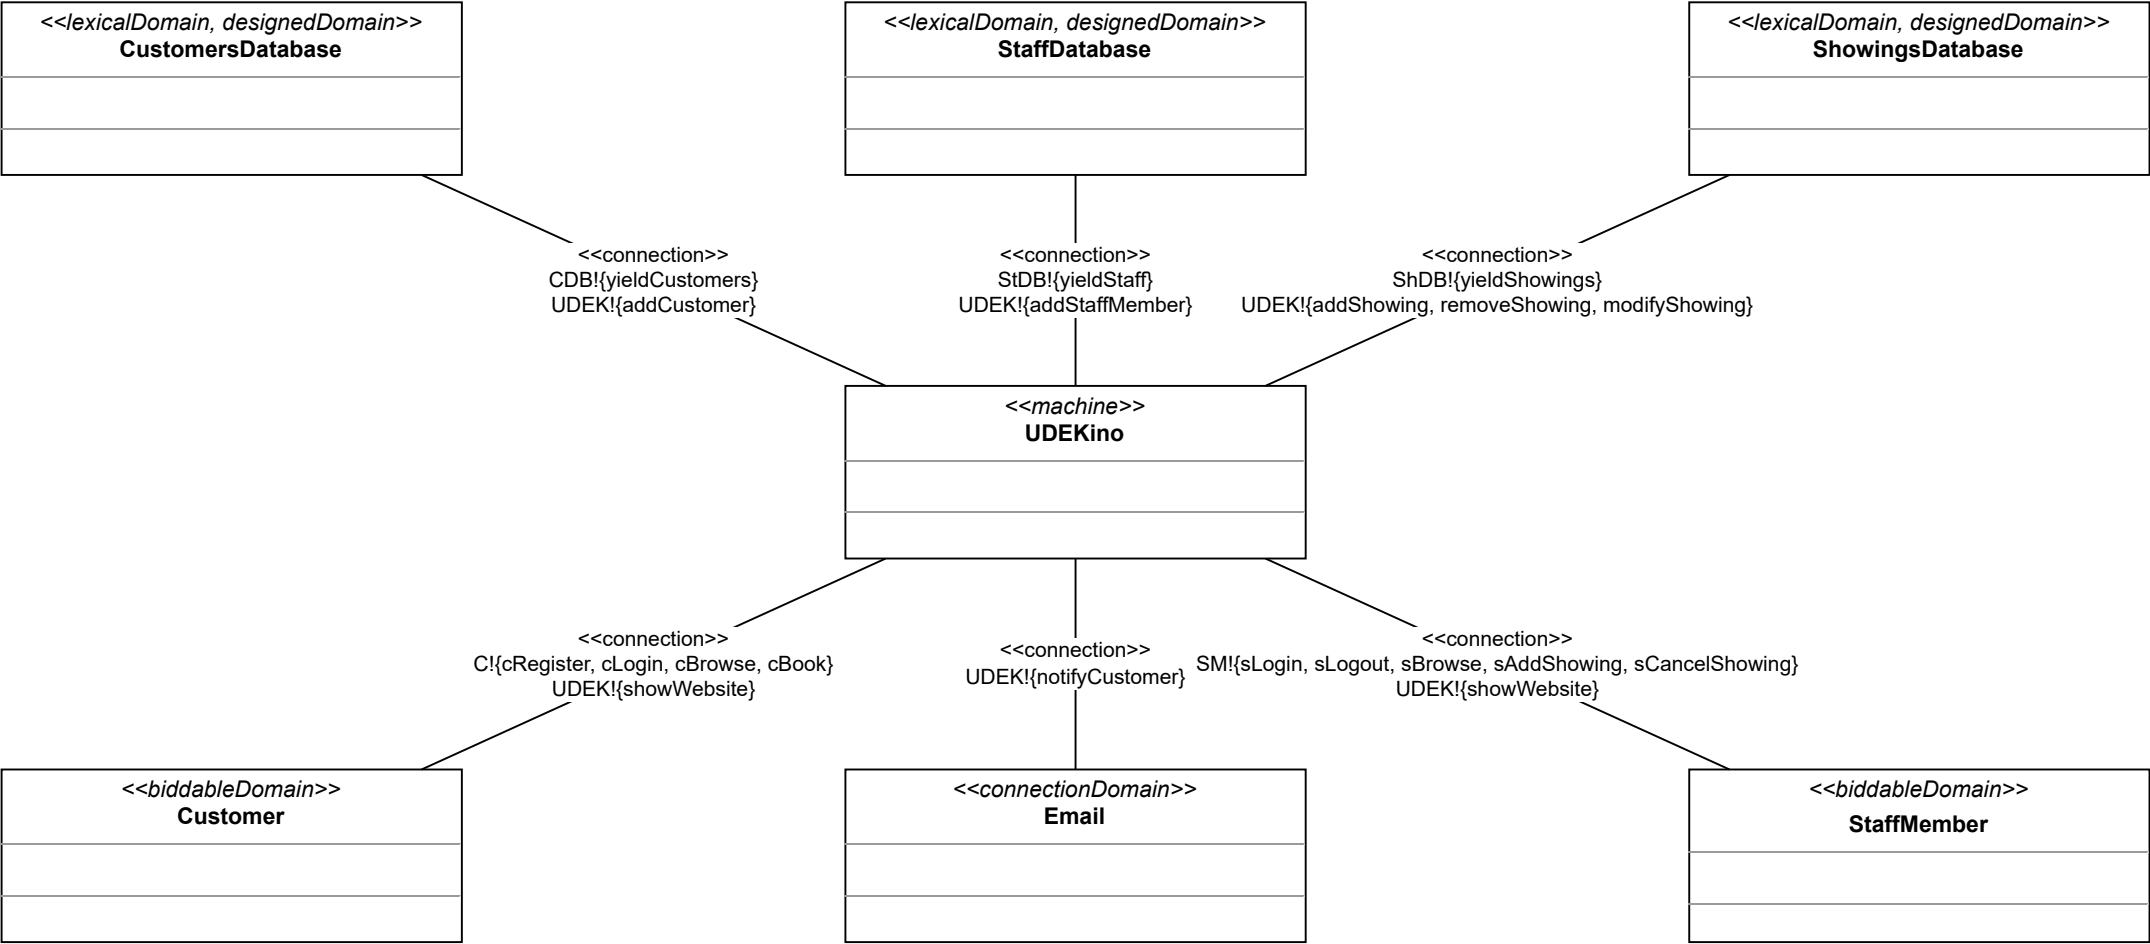 <<lexicalDomain, designedDomain>>
CustomersDatabase
<<lexicalDomain, designedDomain>>
StaffDatabase
<<lexicalDomain, designedDomain>>
ShowingsDatabase
<<connection>>
CDB!{yieldCustomers}
UDEK!{addCustomer}
<<connection>>
StDB!{yieldStaff}
UDEK!{addStaffMember}
<<connection>>
ShDB!{yieldShowings}
UDEK!{addShowing, removeShowing, modifyShowing}
<<machine>>
UDEKino
<<connection>>
C!{cRegister, cLogin, cBrowse, cBook}
UDEK!{showWebsite}
<<connection>>
UDEK!{notifyCustomer}
<<connection>>
SM!{sLogin, sLogout, sBrowse, sAddShowing, sCancelShowing}
UDEK!{showWebsite}
<<biddableDomain>>
Customer
<<connectionDomain>>
Email
<<biddableDomain>>
StaffMember